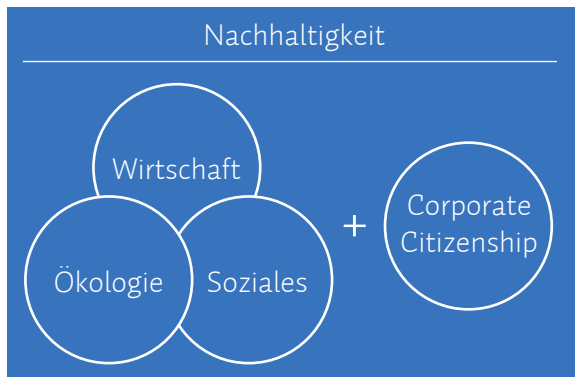 Nachhaltigkeit
Wirtschaft
Ökologie
Soziales
+
Corporate
Citizenship